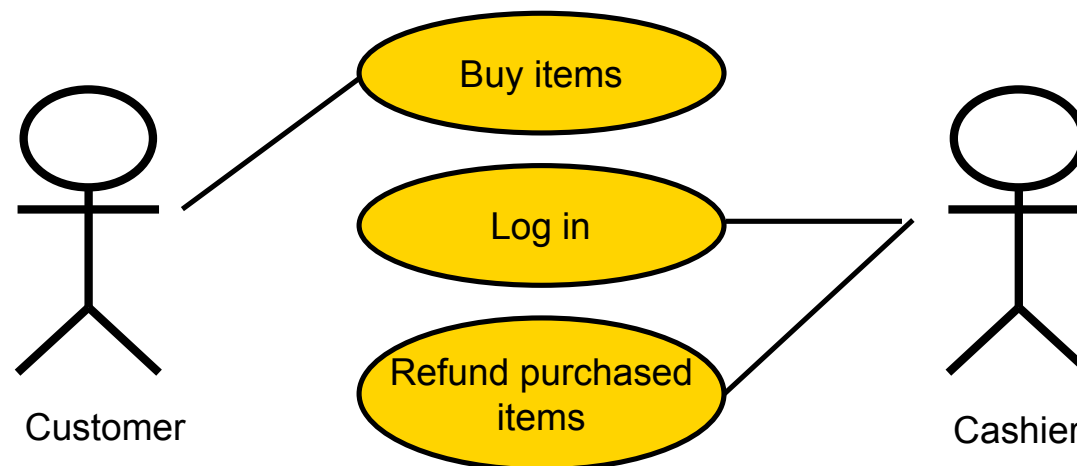 Buy items
Log in
Refund purchased
items
Customer
Cashier